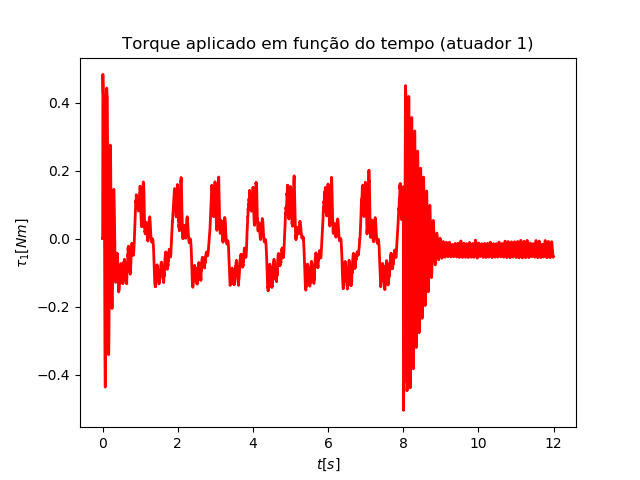 Torque aplicado em função do tempo (atuador 1)
0.4
0.2
0.0
−0.2
−0.4
τ₁[Nm]
0 2 4 6 8 10 12
t[s]